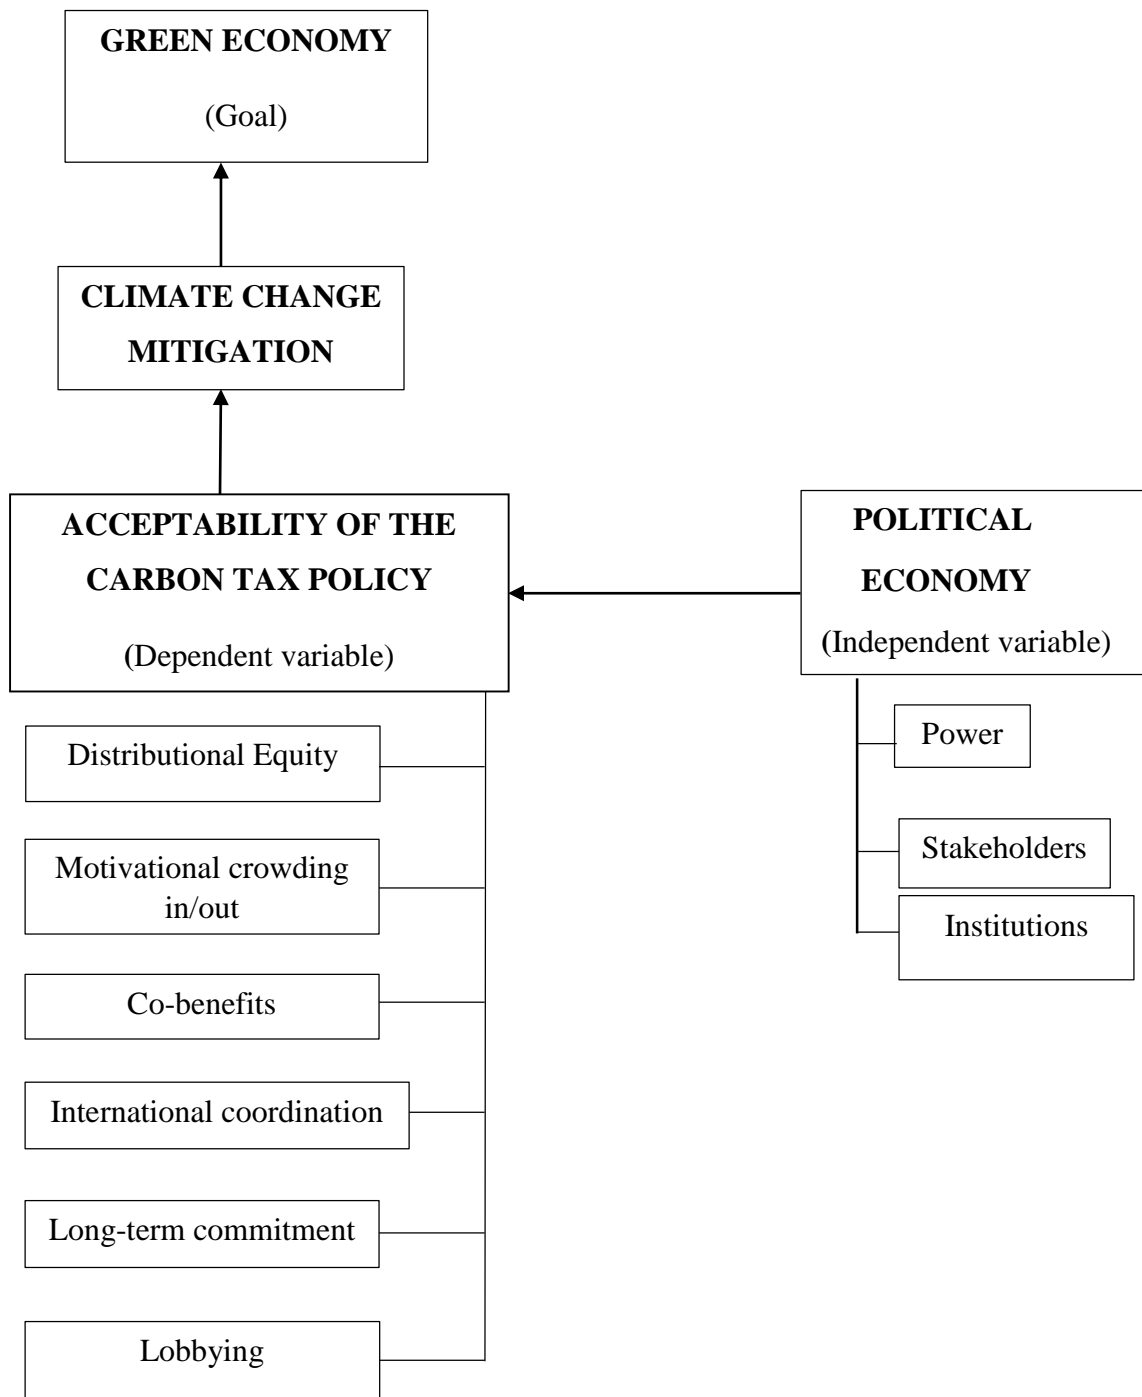 GREEN ECONOMY
(Goal)
CLIMATE CHANGE
MITIGATION
ACCEPTABILITY OF THE
CARBON TAX POLICY
(Dependent variable)
POLITICAL
ECONOMY
(Independent variable)
Distributional Equity
Motivational crowding
in/out
Co-benefits
International coordination
Long-term commitment
Lobbying
Power
Stakeholders
Institutions